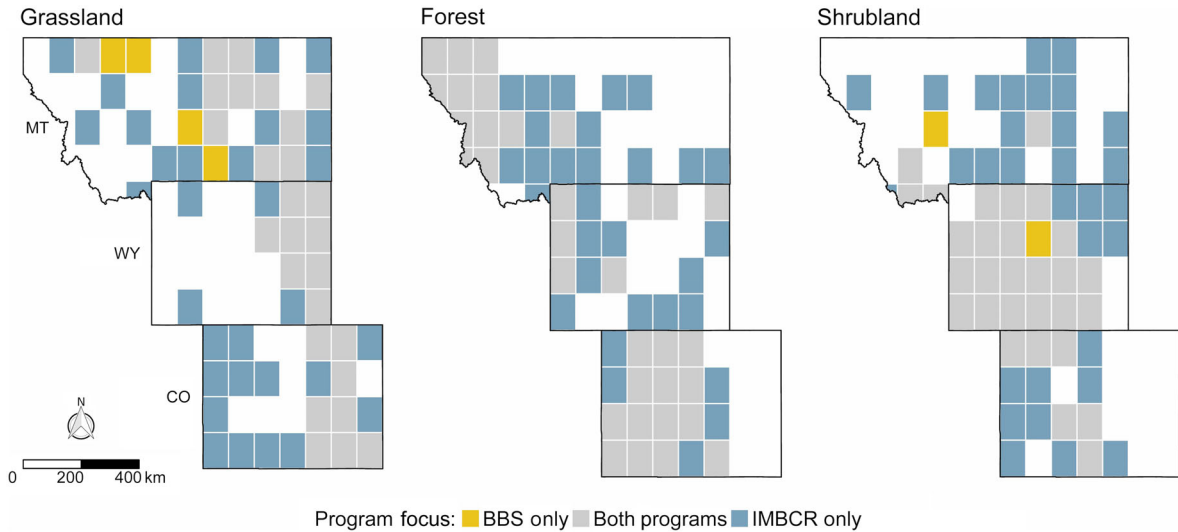 Grassland Forest Shrubland
MT
WY
CO
N
0 200 400 km
Program focus: BBS only Both programs IMBCR only